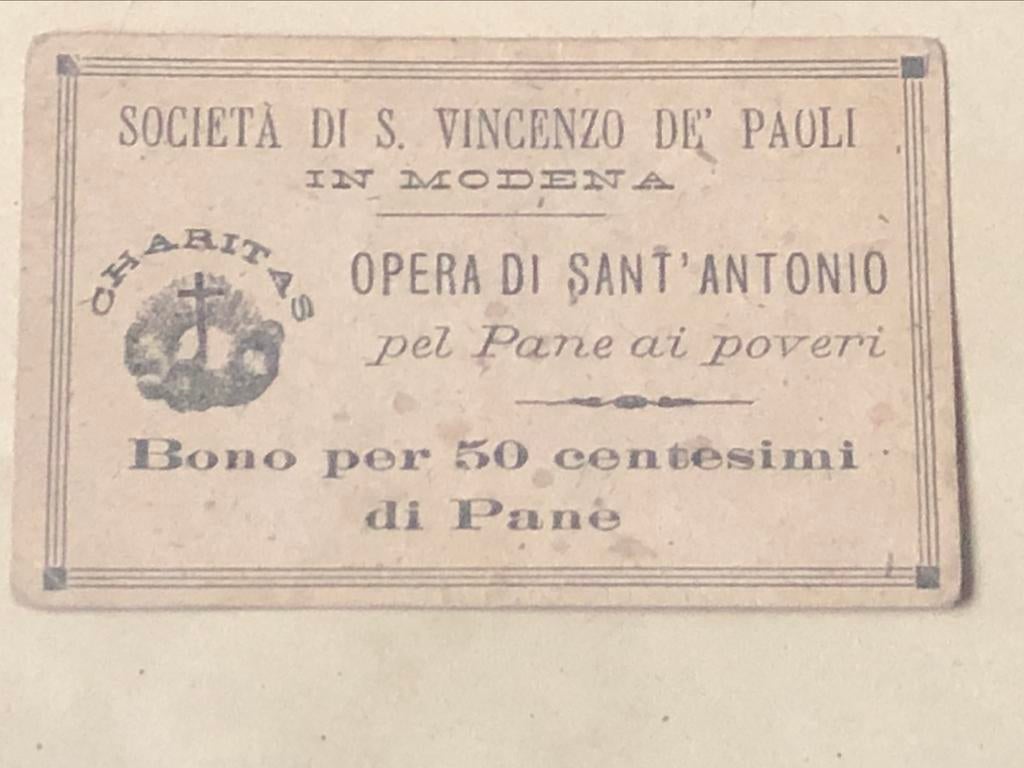 SOCIETÀ DI S. VINCENZO DE' PAOLI
IN MODENA
CHARITAS
OPERA DI SANT'ANTONIO
pel Pane ai poveri
Bono per 50 centesimi
di Pane